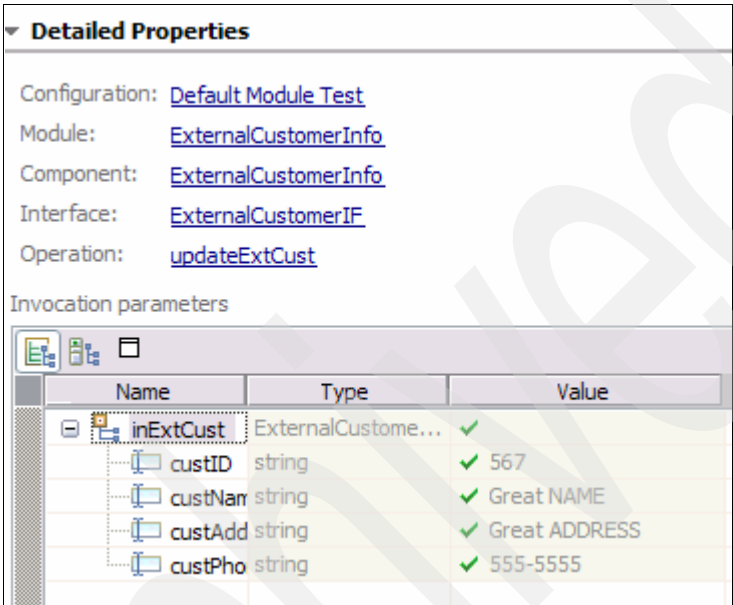 Detailed Properties
Configuration: Default Module Test
Module: ExternalCustomerInfo
Component: ExternalCustomerInfo
Interface: ExternalCustomerIF
Operation: updateExtCust
Invocation parameters
Name Type Value
inExtCust ExternalCustome...
custID string 567
custNam string Great NAME
custAdd string Great ADDRESS
custPho string 555-5555